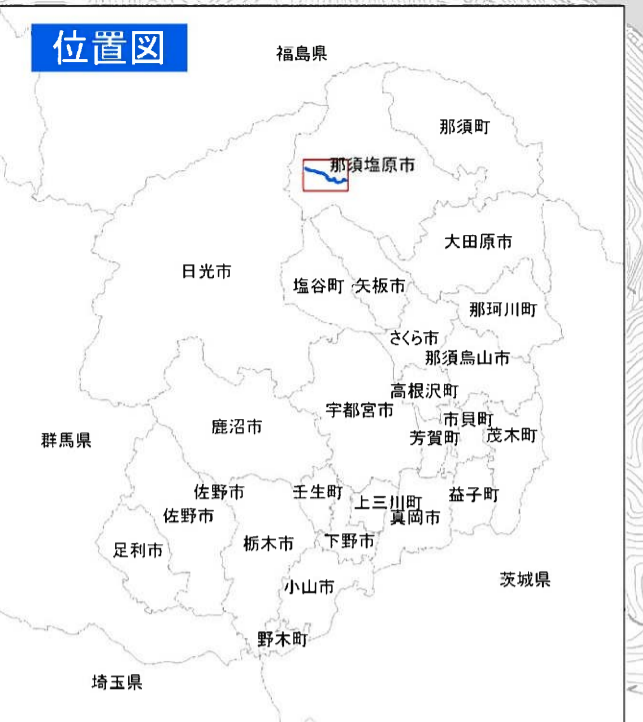 位置図
福島県
那須町
那須塩原市
大田原市
日光市
塩谷町
矢板市
那珂川町
さくら市
那須烏山市
高根沢町
宇都宮市
市貝町
鹿沼市
芳賀町
茂木町
群馬県
佐野市
壬生町
上三川町
益子町
佐野市
真岡市
足利市
栃木市
下野市
小山市
茨城県
野木町
埼玉県